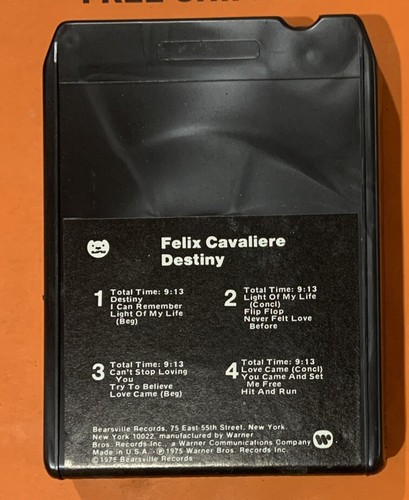 FREE
Felix Cavaliere
Destiny
1 Total Time: 9:13
Destiny
I Can Remember
Light Of My Life
(Beg)
2 Total Time: 9:13
Light Of My Life
(Concl)
Flip Flop
Never Felt Love
Before
3 Total Time: 9:13
Can't Stop Loving
You
Try To Believe
Love Came (Beg)
4 Total Time: 9:13
Love Came (Concl)
You Came And Set
Me Free
Hit And Run
Bearsville Records, 75 East 55th Street, New York,
New York 10022, manufactured by Warner
Bros. Records Inc., a Warner Communications Company
Made in U.S.A. ℗1975 Warner Bros. Records Inc.
©1975 Bearsville Records